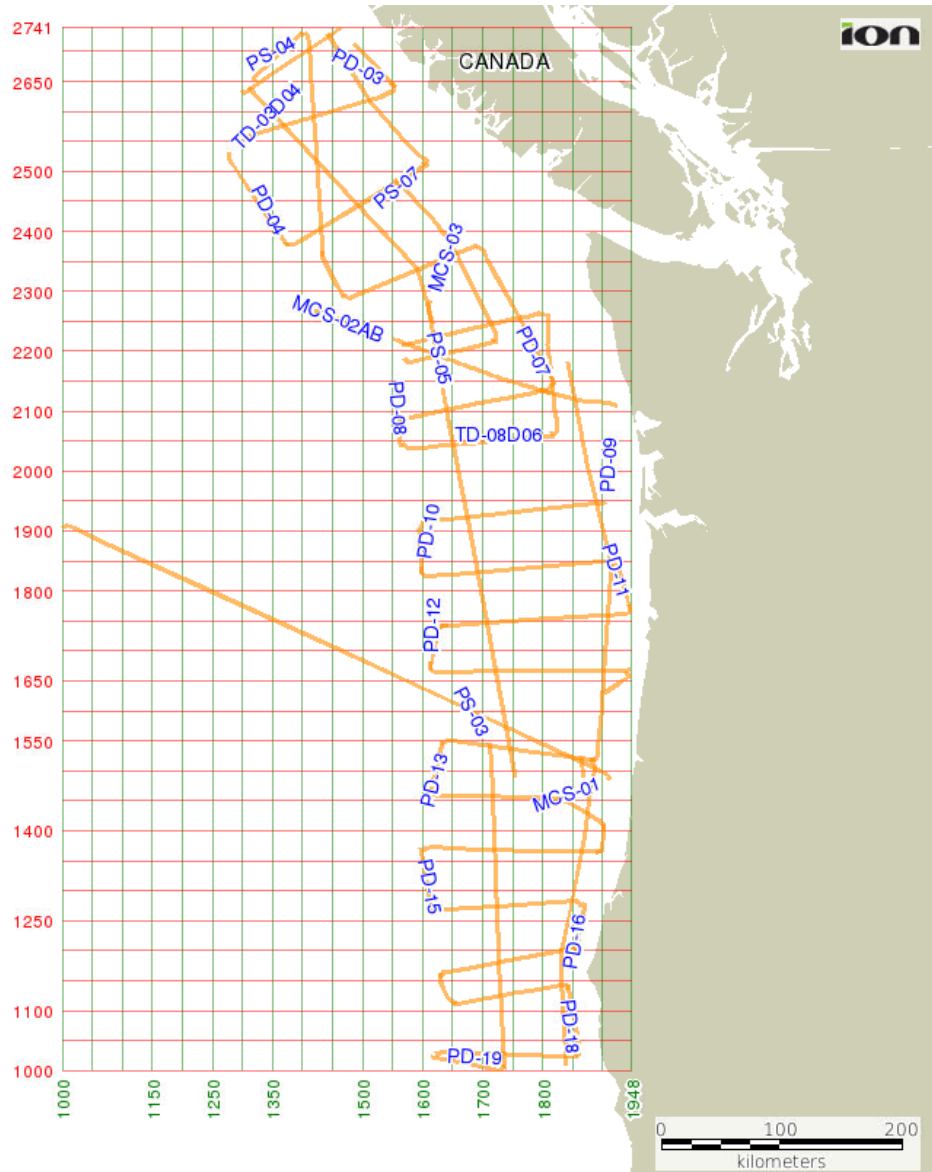 2741
ion
PS-04
PD-03
CANADA
2650
TD-03D04
2500
PD-04
PS-07
2400
MCS-03
2300
MCS-02AB
PS-05
PD-07
2200
2100
PD-08
TD-08D06
PD-09
2000
PD-10
1900
PD-11
1800
PD-12
1650
PS-03
1550
PD-13
MCS-01
1400
PD-15
1250
PD-16
1100
PD-18
PD-19
1000
1000 1150 1250 1350 1500 1600 1700 1800 1948
0 100 200
kilometers